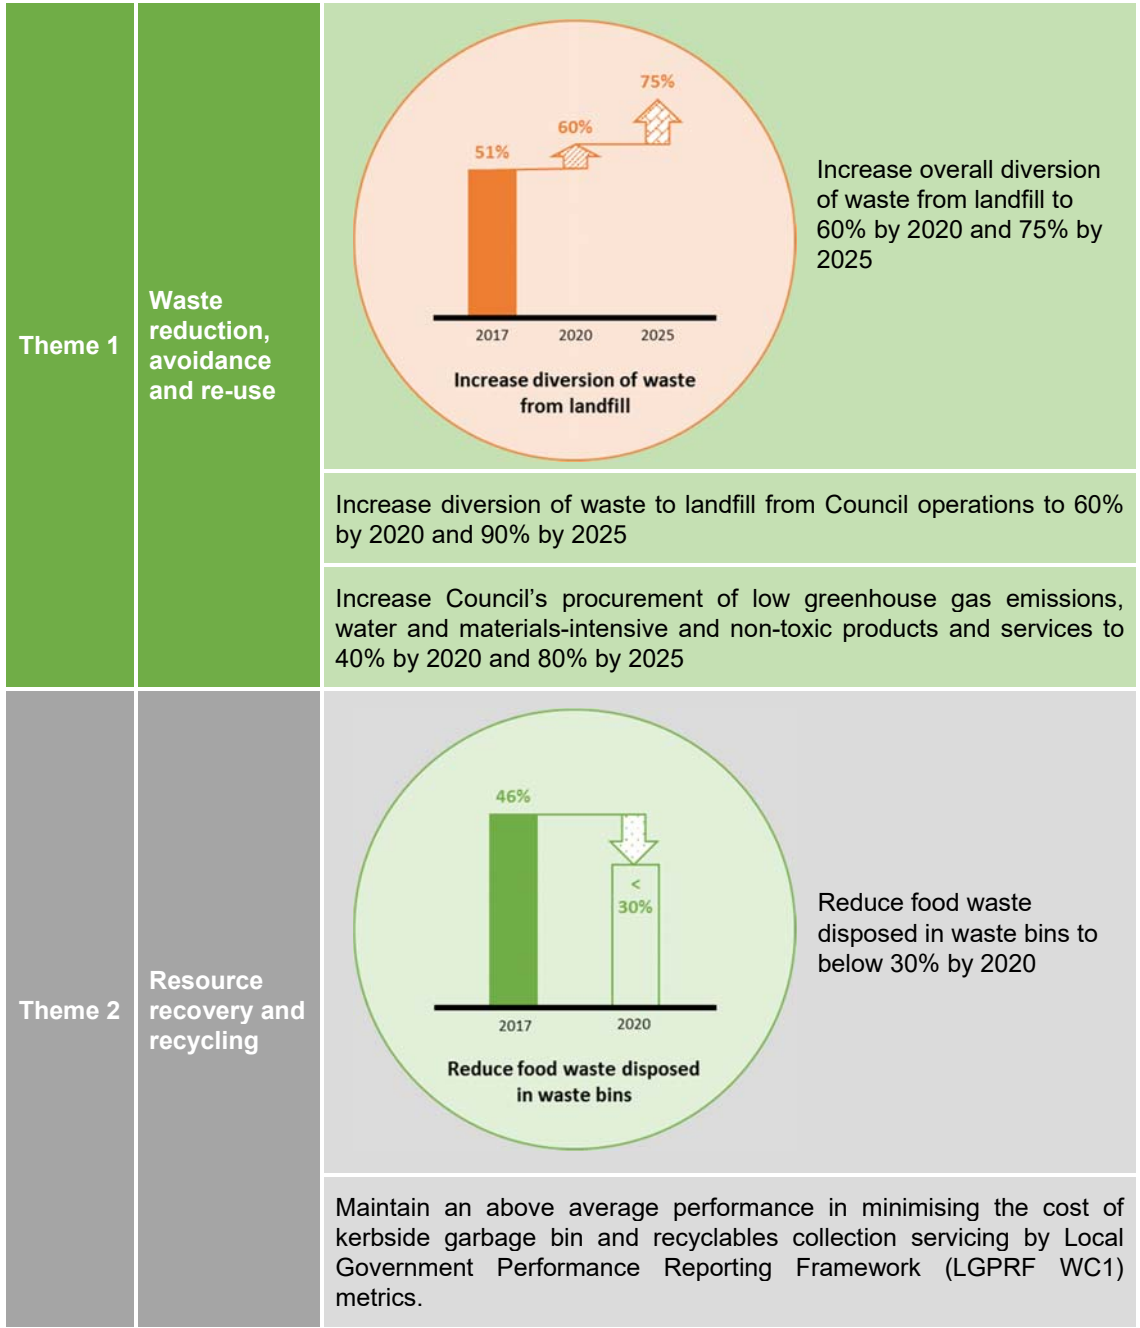 Theme 1
Waste
reduction,
avoidance
and re-use
75%
60%
51%
2017 2020 2025
Increase diversion of waste
from landfill
Increase overall diversion
of waste from landfill to
60% by 2020 and 75% by
2025
Increase diversion of waste to landfill from Council operations to 60%
by 2020 and 90% by 2025
Increase Council’s procurement of low greenhouse gas emissions,
water and materials-intensive and non-toxic products and services to
40% by 2020 and 80% by 2025
Theme 2
Resource
recovery and
recycling
46%
<
30%
2017 2020
Reduce food waste disposed
in waste bins
Reduce food waste
disposed in waste bins to
below 30% by 2020
Maintain an above average performance in minimising the cost of
kerbside garbage bin and recyclables collection servicing by Local
Government Performance Reporting Framework (LGPRF WC1)
metrics.